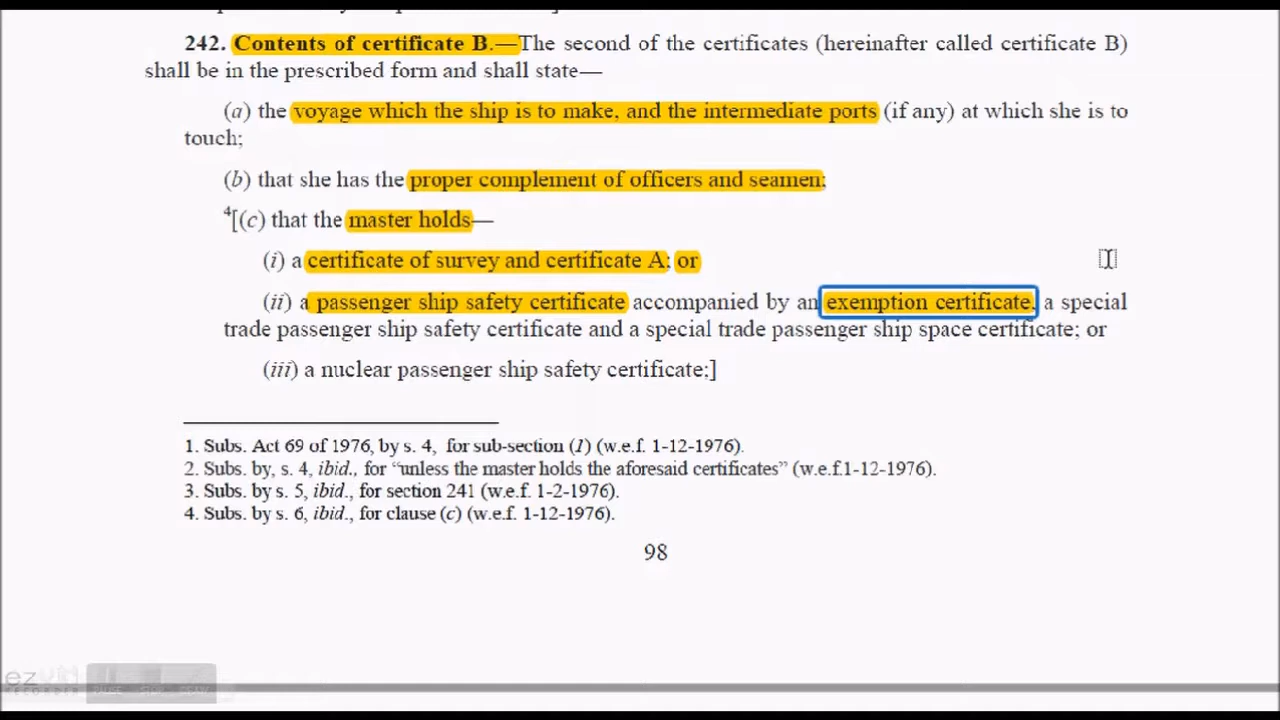 242. Contents of certificate B.—The second of the certificates (hereinafter called certificate B)
shall be in the prescribed form and shall state—
(a) the voyage which the ship is to make, and the intermediate ports (if any) at which she is to
touch;
(b) that she has the proper complement of officers and seamen;
4[(c) that the master holds—
(i) a certificate of survey and certificate A; or
(ii) a passenger ship safety certificate accompanied by an exemption certificate, a special
trade passenger ship safety certificate and a special trade passenger ship space certificate; or
(iii) a nuclear passenger ship safety certificate;]
1. Subs. Act 69 of 1976, by s. 4, for sub-section (1) (w.e.f. 1-12-1976).
2. Subs. by, s. 4, ibid., for “unless the master holds the aforesaid certificates” (w.e.f.1-12-1976).
3. Subs. by s. 5, ibid., for section 241 (w.e.f. 1-2-1976).
4. Subs. by s. 6, ibid., for clause (c) (w.e.f. 1-12-1976).
98
ez
RECORDER